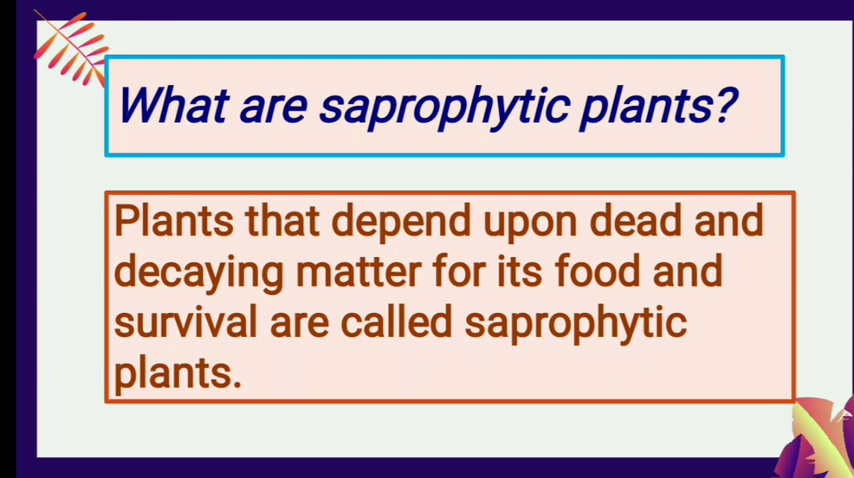 What are saprophytic plants?
Plants that depend upon dead and
decaying matter for its food and
survival are called saprophytic
plants.